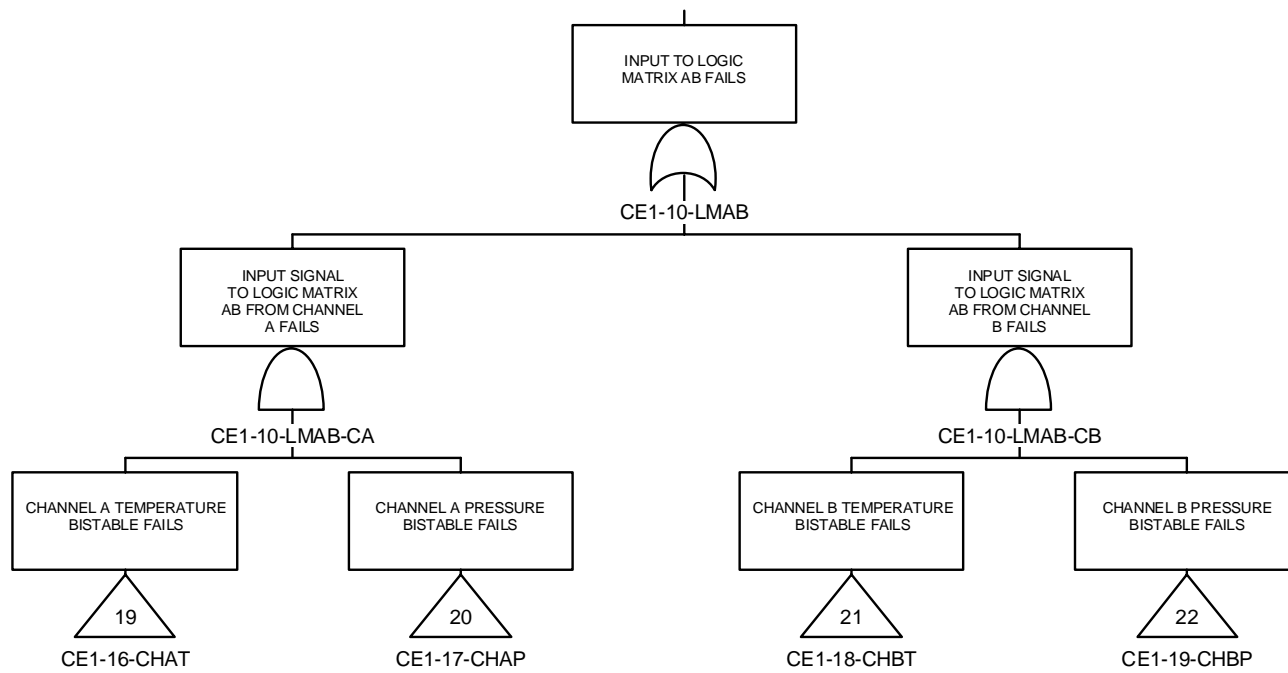 INPUT TO LOGIC
MATRIX AB FAILS
CE1-10-LMAB
INPUT SIGNAL
TO LOGIC MATRIX
AB FROM CHANNEL
A FAILS
INPUT SIGNAL
TO LOGIC MATRIX
AB FROM CHANNEL
B FAILS
CE1-10-LMAB-CA
CE1-10-LMAB-CB
CHANNEL A TEMPERATURE
BISTABLE FAILS
CHANNEL A PRESSURE
BISTABLE FAILS
CHANNEL B TEMPERATURE
BISTABLE FAILS
CHANNEL B PRESSURE
BISTABLE FAILS
19
20
21
22
CE1-16-CHAT
CE1-17-CHAP
CE1-18-CHBT
CE1-19-CHBP